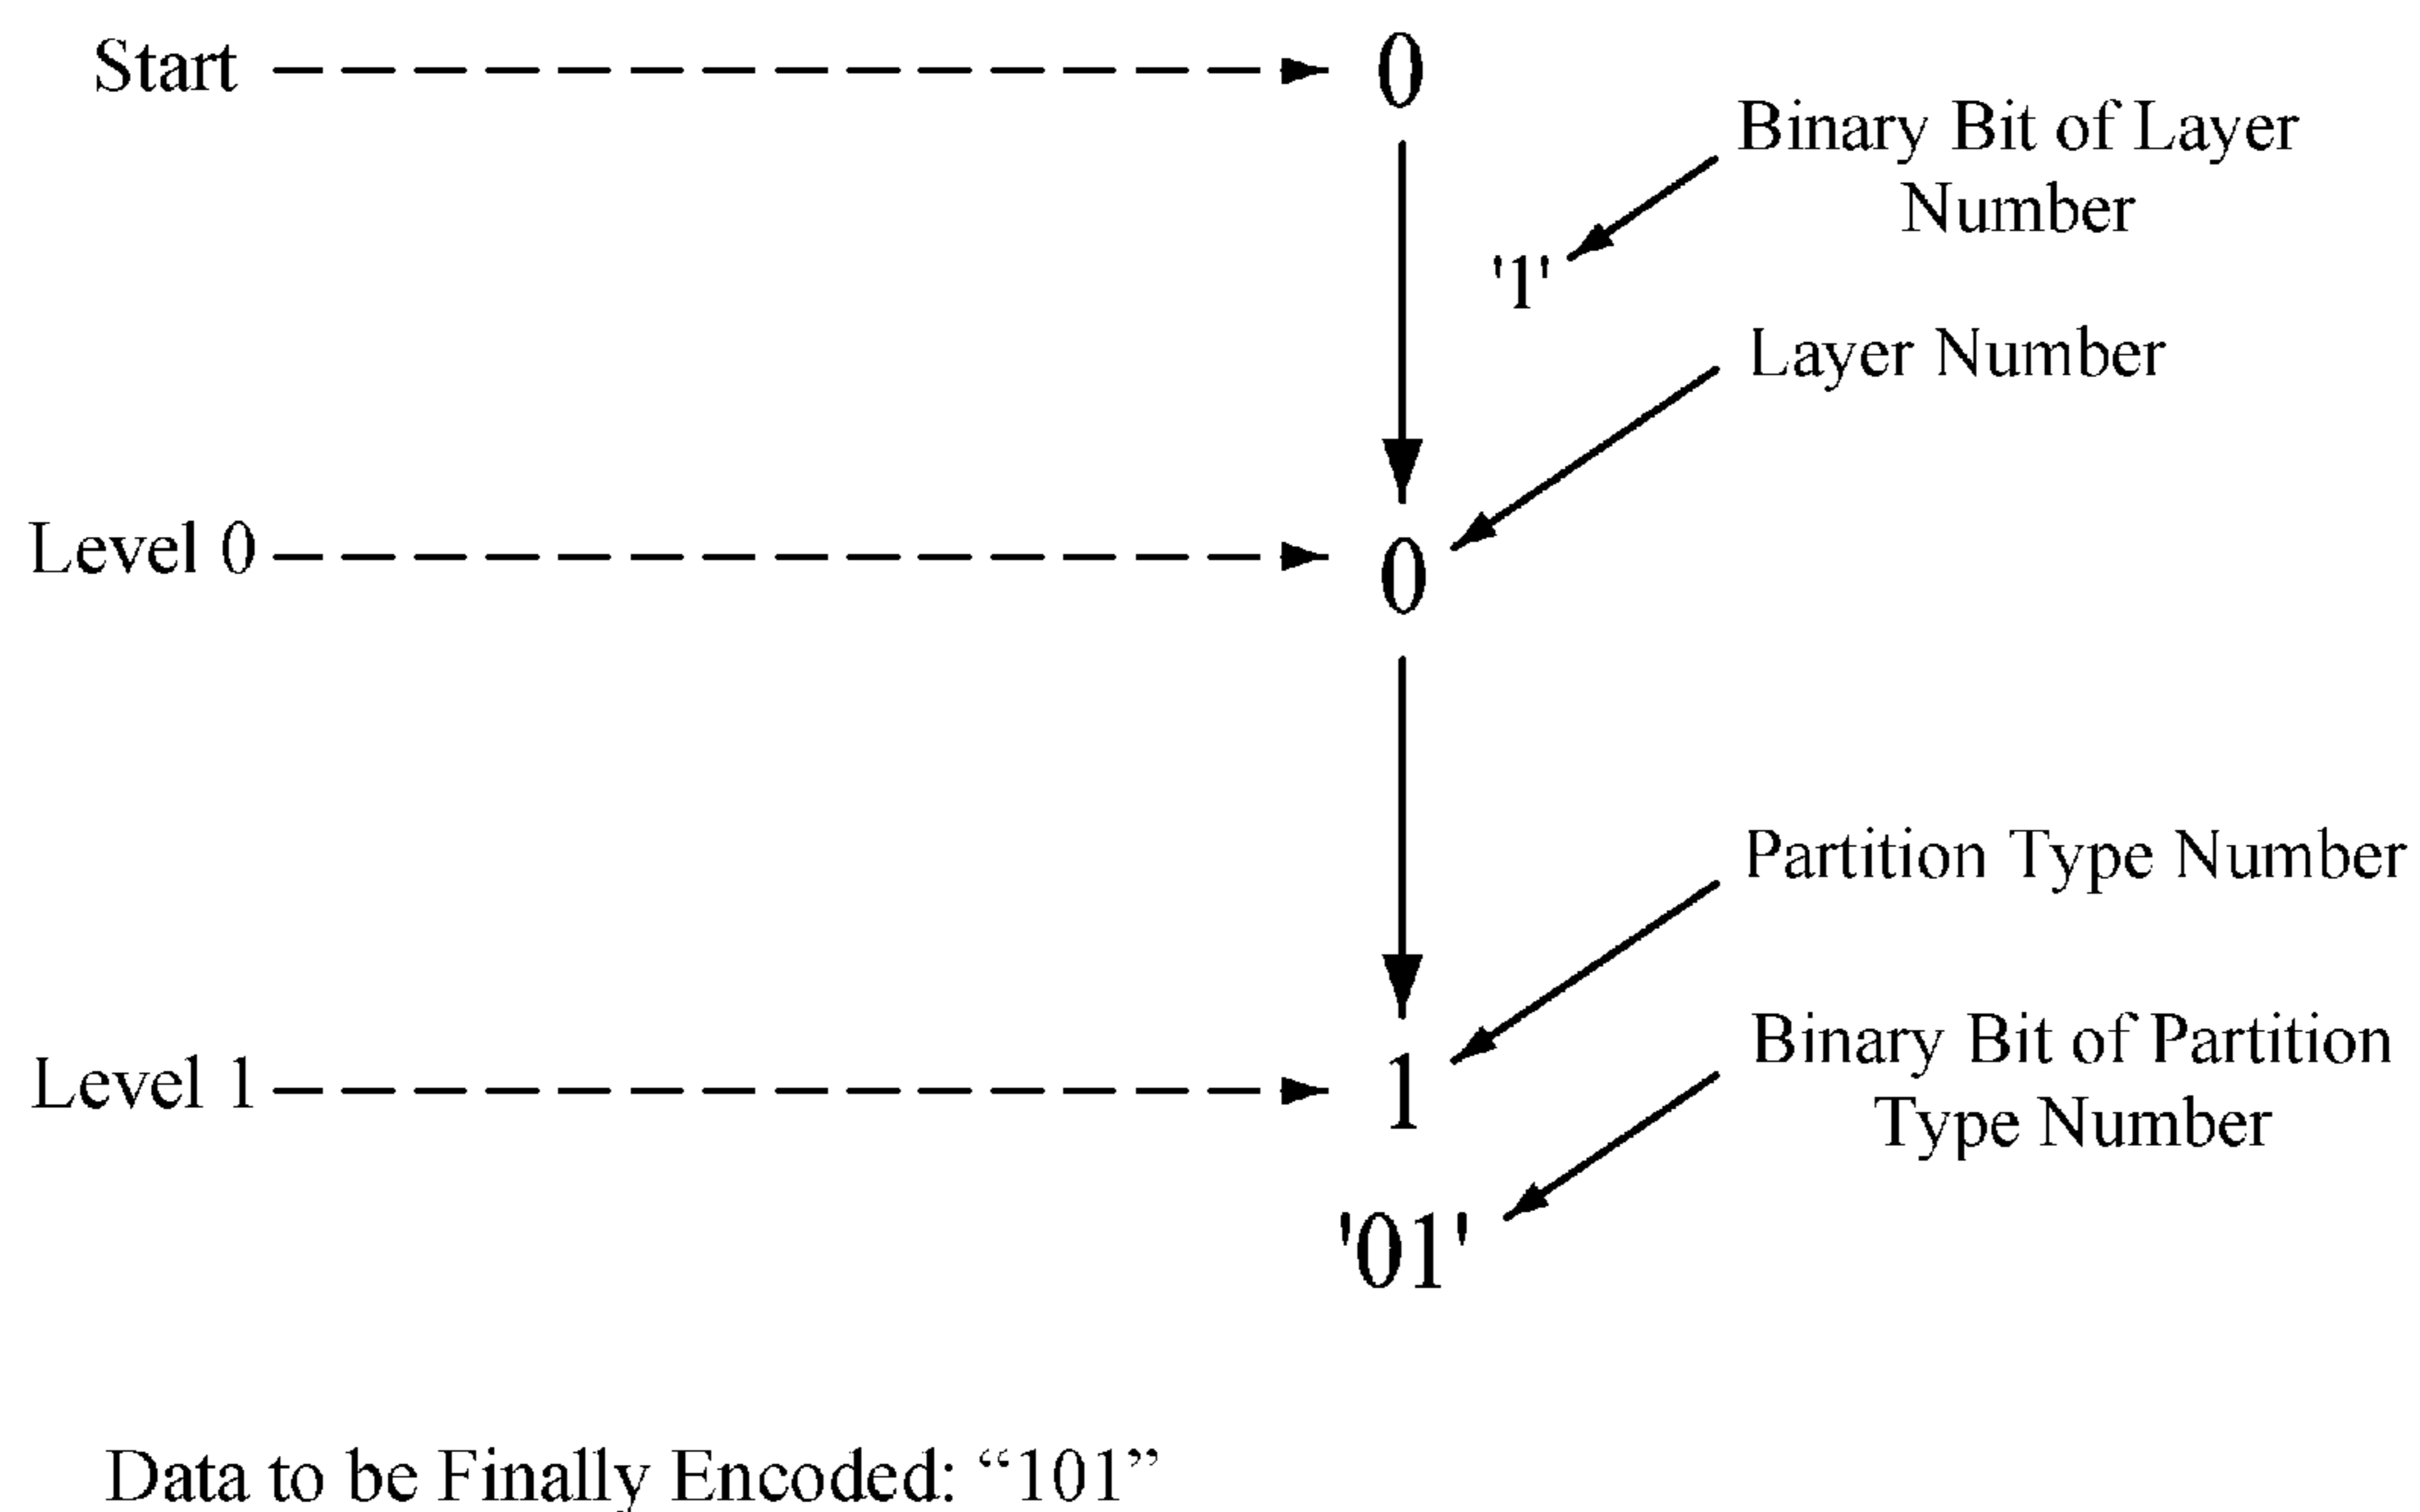 Start
0
Binary Bit of Layer
Number
'1'
Layer Number
Level 0
0
Partition Type Number
Level 1
1
Binary Bit of Partition
Type Number
'01'
Data to be Finally Encoded: “101”